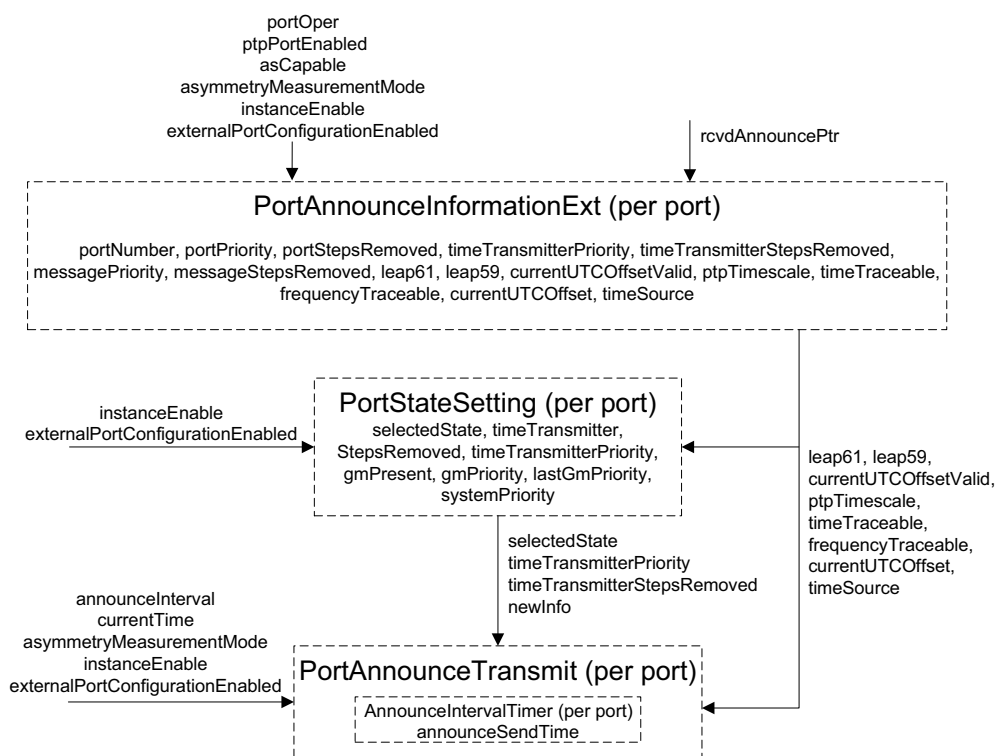 portOper
ptpPortEnabled
asCapable
asymmetryMeasurementMode
instanceEnable
externalPortConfigurationEnabled
rcvdAnnouncePtr
PortAnnounceInformationExt (per port)
portNumber, portPriority, portStepsRemoved, timeTransmitterPriority, timeTransmitterStepsRemoved,
messagePriority, messageStepsRemoved, leap61, leap59, currentUTCOffsetValid, ptpTimescale, timeTraceable,
frequencyTraceable, currentUTCOffset, timeSource
instanceEnable
externalPortConfigurationEnabled
PortStateSetting (per port)
selectedState, timeTransmitter,
StepsRemoved, timeTransmitterPriority,
gmPresent, gmPriority, lastGmPriority,
systemPriority
leap61, leap59,
currentUTCOffsetValid,
ptpTimescale,
timeTraceable,
frequencyTraceable,
currentUTCOffset,
timeSource
selectedState
timeTransmitterPriority
timeTransmitterStepsRemoved
newInfo
announceInterval
currentTime
asymmetryMeasurementMode
instanceEnable
externalPortConfigurationEnabled
PortAnnounceTransmit (per port)
AnnounceIntervalTimer (per port)
announceSendTime